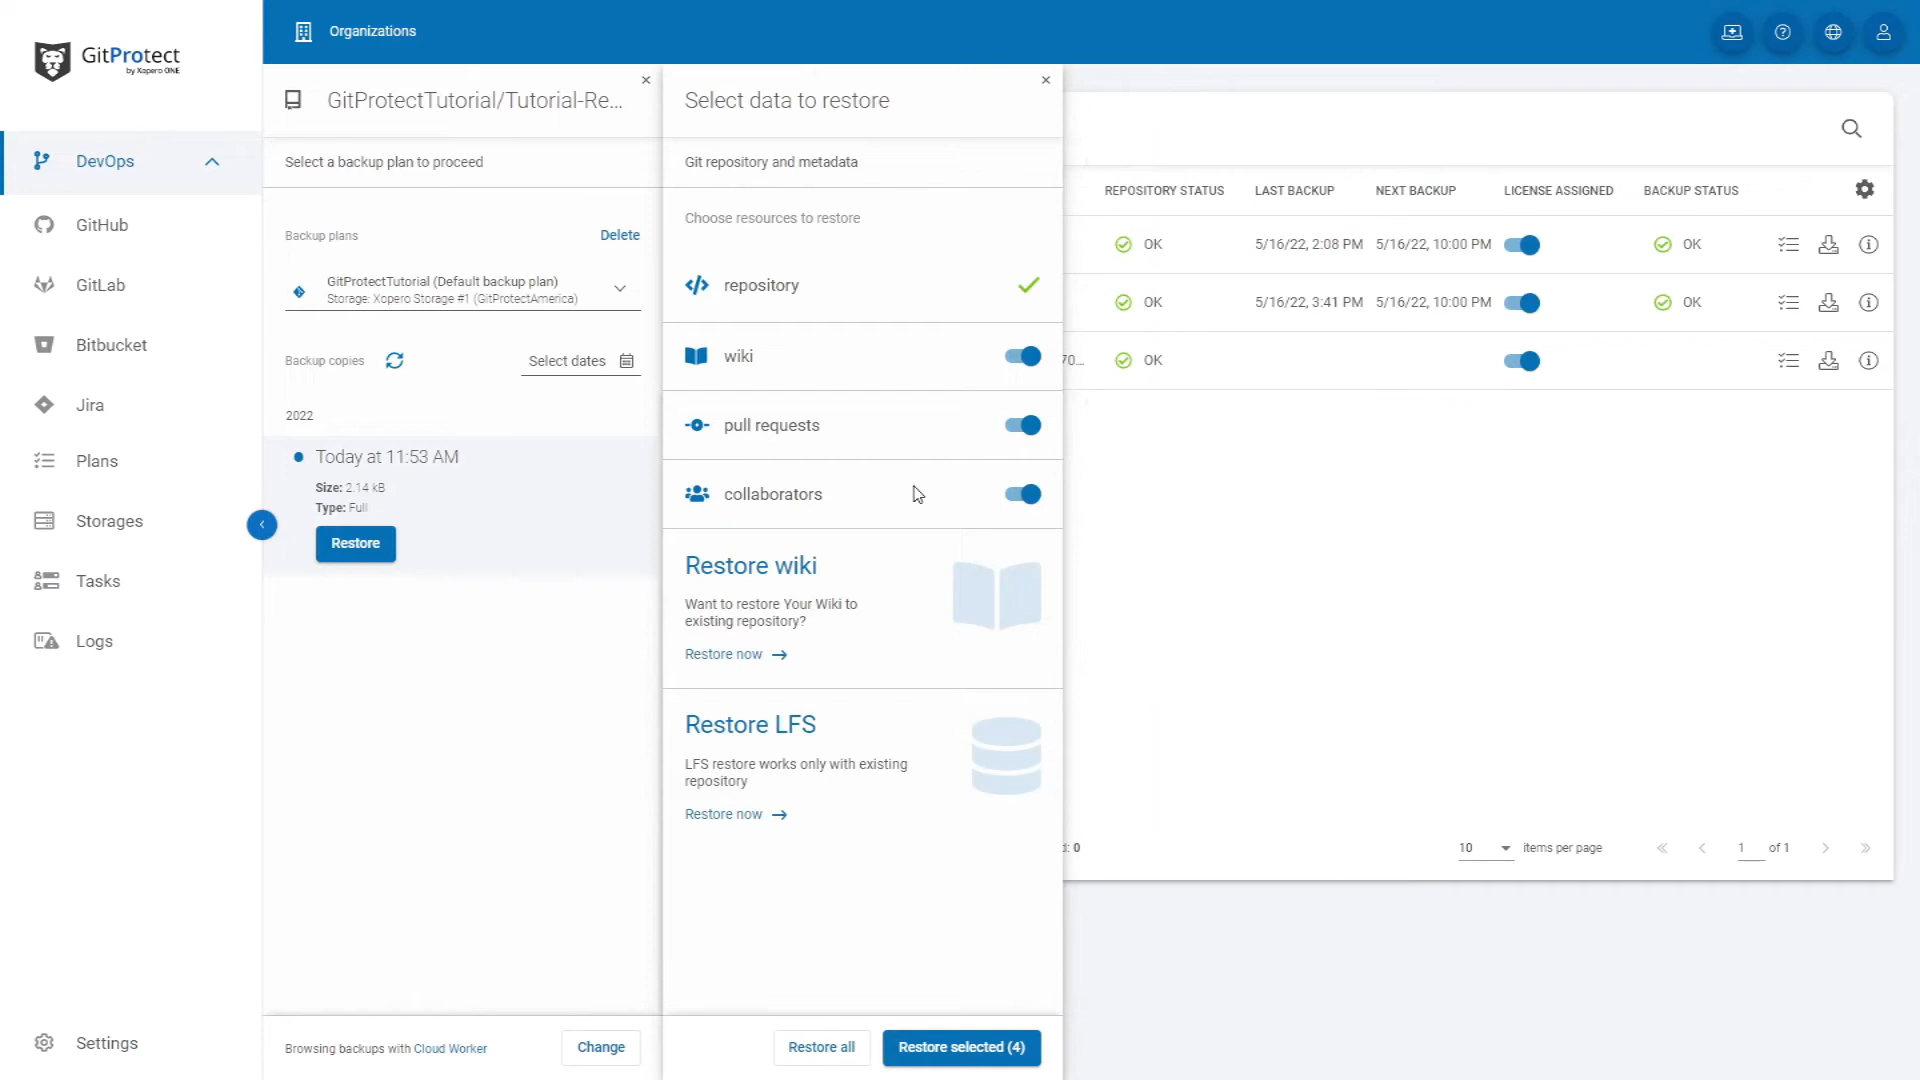 GitProtect
by Xopero ONE
DevOps
GitHub
GitLab
Bitbucket
Jira
Plans
Storages
Tasks
Logs
Settings
Organizations
GitProtectTutorial/Tutorial-Re...
Select a backup plan to proceed
Backup plans
Delete
GitProtectTutorial (Default backup plan)
Storage: Xopero Storage #1 (GitProtectAmerica)
Backup copies
Select dates
2022
Today at 11:53 AM
Size: 2.14 kB
Type: Full
Restore
Browsing backups with Cloud Worker
Change
Select data to restore
Git repository and metadata
Choose resources to restore
repository
wiki
pull requests
collaborators
Restore wiki
Want to restore Your Wiki to
existing repository?
Restore now
Restore LFS
LFS restore works only with existing
repository
Restore now
Restore all
Restore selected (4)
REPOSITORY STATUS LAST BACKUP NEXT BACKUP LICENSE ASSIGNED BACKUP STATUS
OK 5/16/22, 2:08 PM 5/16/22, 10:00 PM OK
OK 5/16/22, 3:41 PM 5/16/22, 10:00 PM OK
70... OK
: 0
10 items per page 1 of 1